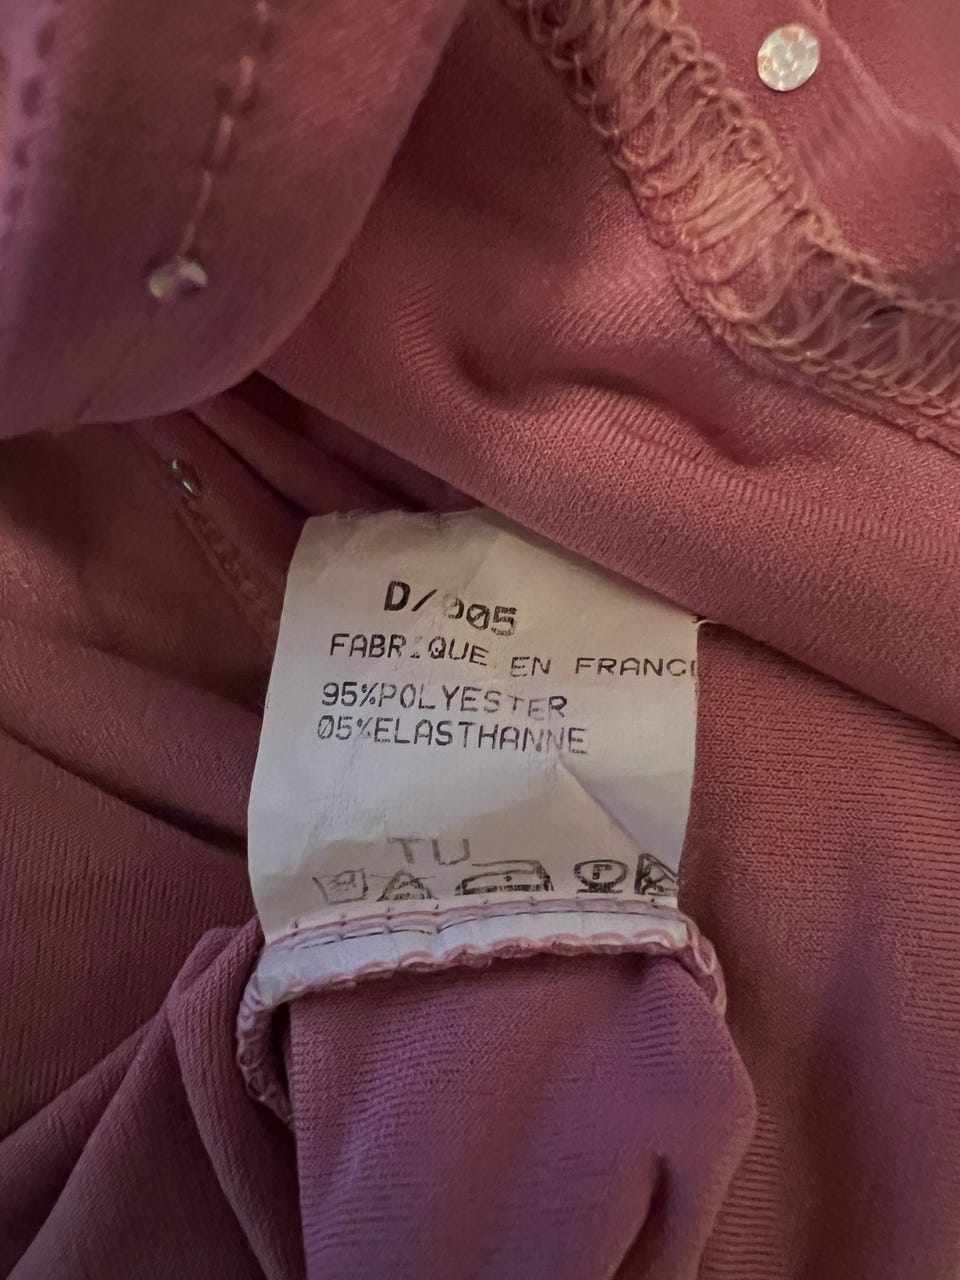 D/005
FABRIQUE EN FRANC
95%POLYESTER
05%ELASTHANNE
TU